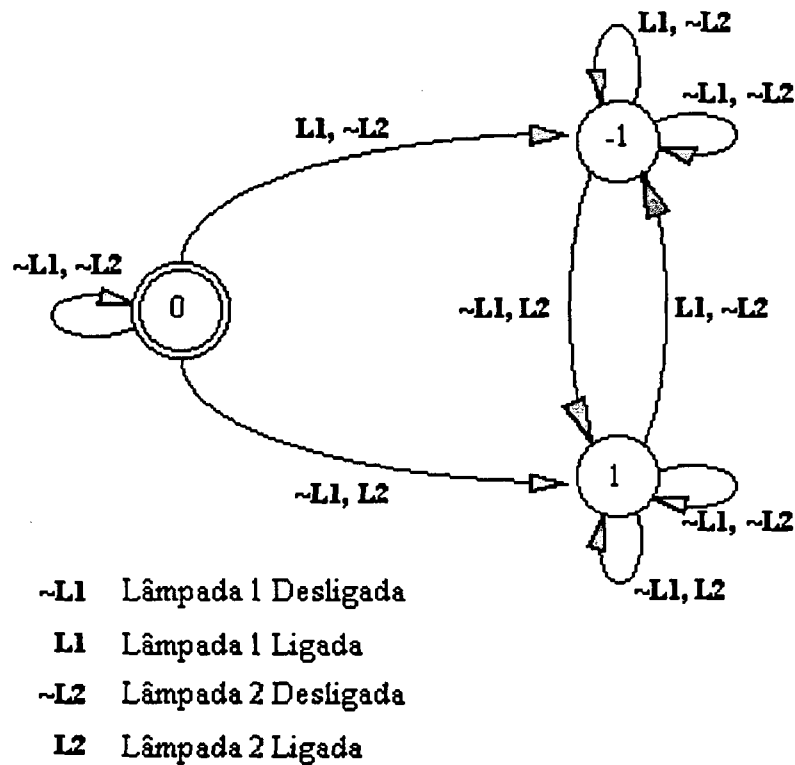 L1, ~L2
~L1, ~L2
L1, ~L2
-1
~L1, ~L2
0
~L1, L2
L1, ~L2
1
~L1, L2
~L1, ~L2
~L1, L2
~L1 Lâmpada 1 Desligada
L1 Lâmpada 1 Ligada
~L2 Lâmpada 2 Desligada
L2 Lâmpada 2 Ligada